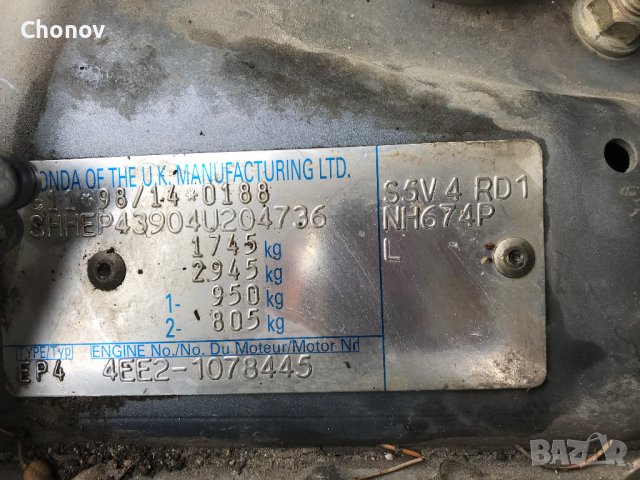 Chonov
HONDA OF THE U.K. MANUFACTURING LTD.
e11*98/14*0188
SHHEP43904U204736
1745 kg
2945 kg
1- 950 kg
2- 805 kg
TYPE/Typ ENGINE No./No. Du Moteur/Motor Nr
EP4 4EE2-1078445
S5V 4 RD1
NH674P
L
BAZAR